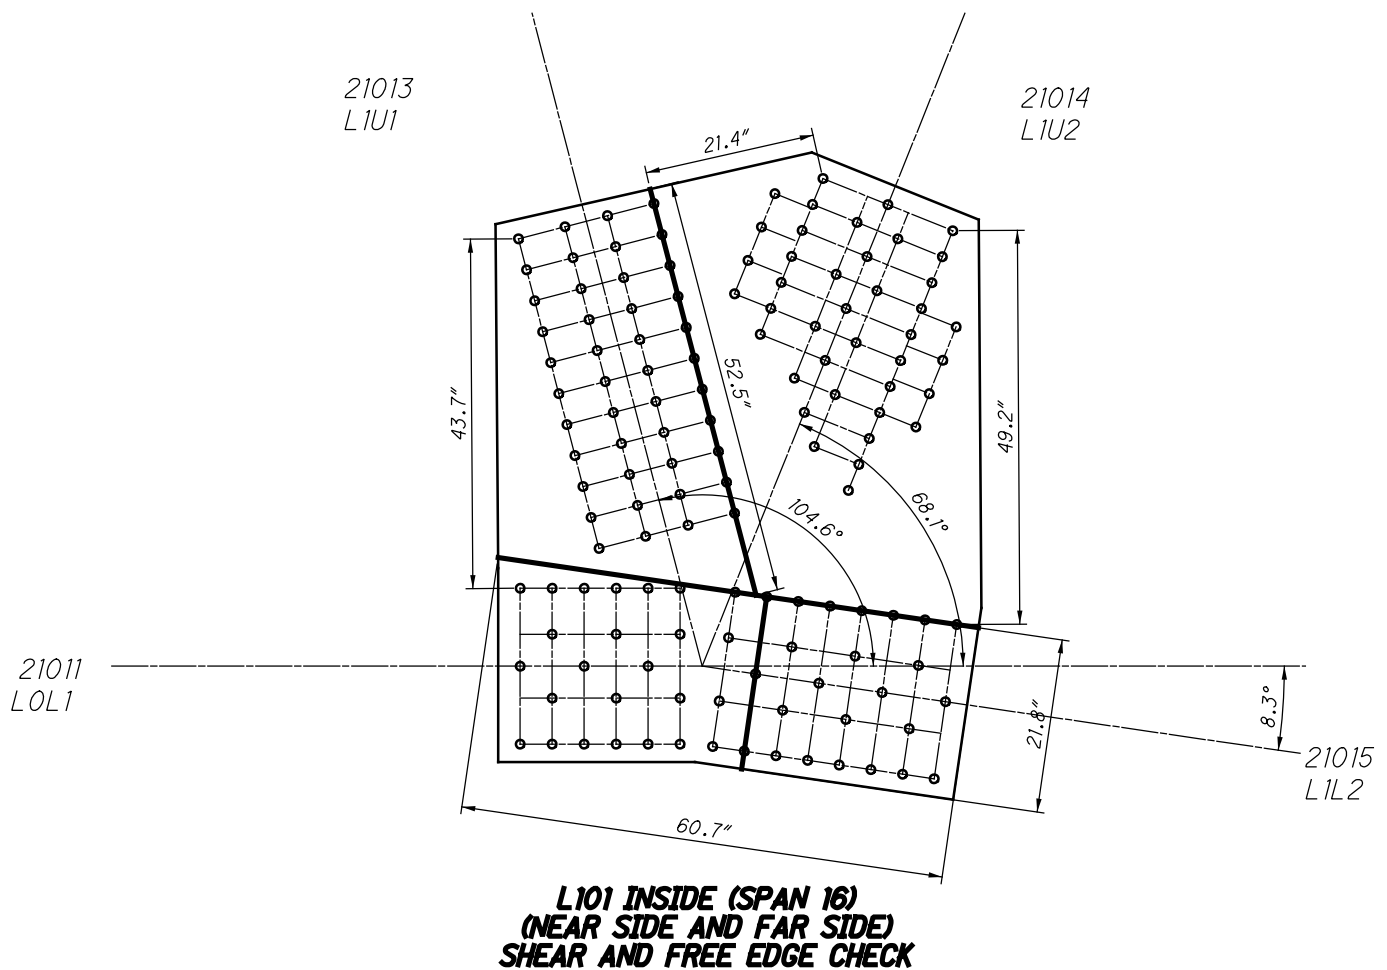 21013
L1U1
21014
L1U2
21.4"
52.5"
43.7"
49.2"
104.6°
68.1°
21011
L0L1
21.8"
8.3°
21015
L1L2
60.7"
L101 INSIDE (SPAN 16)
(NEAR SIDE AND FAR SIDE)
SHEAR AND FREE EDGE CHECK